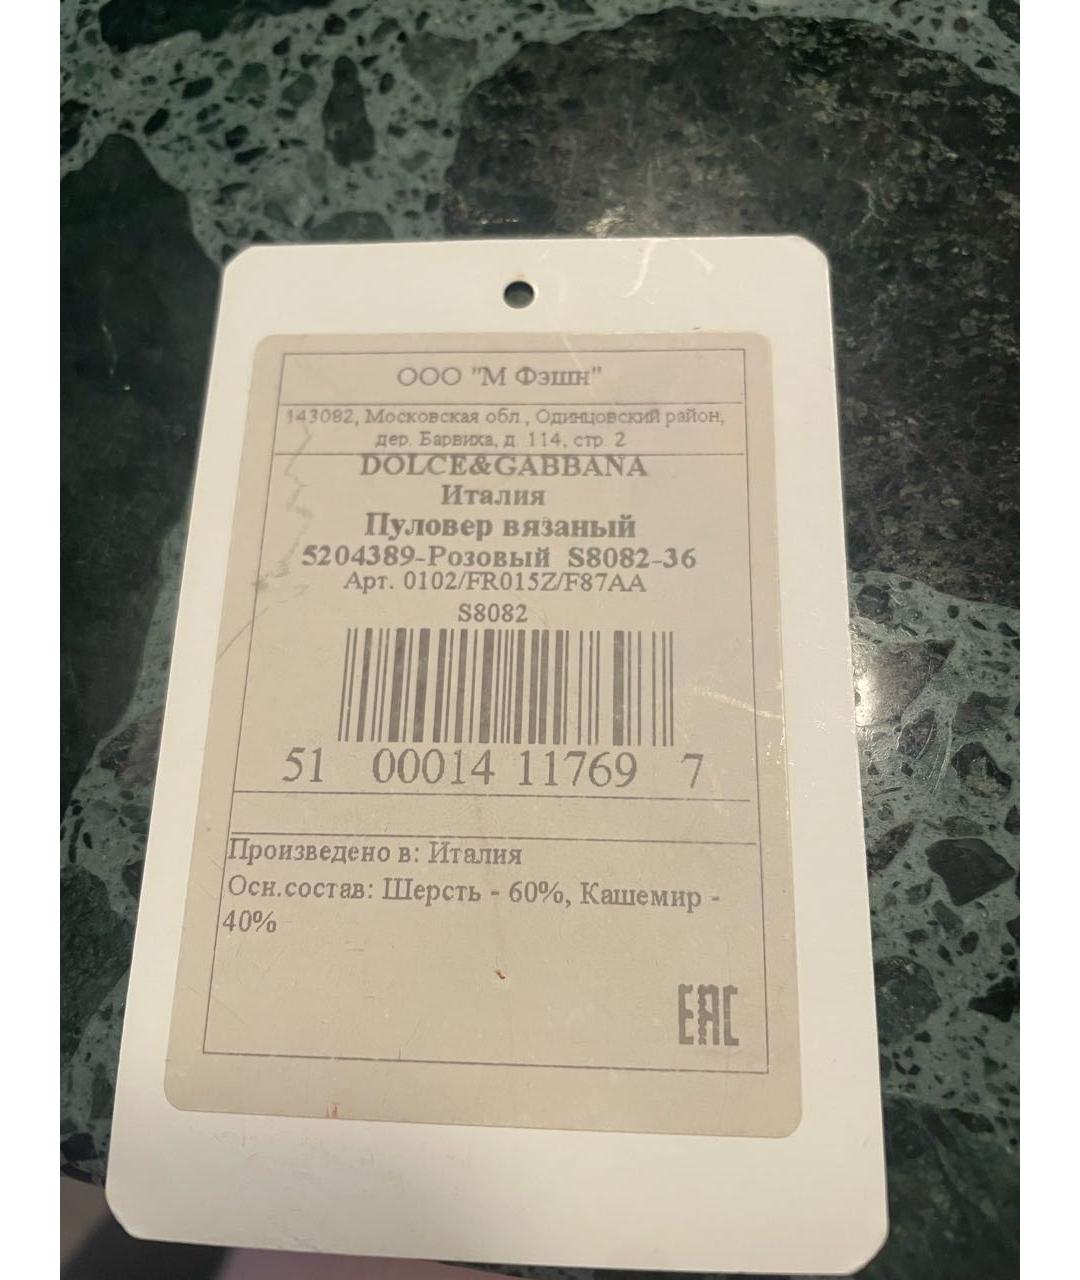 ООО "М Фэшн"
143082, Московская обл., Одинцовский район,
дер. Барвиха, д. 114, стр. 2
DOLCE&GABBANA
Италия
Пуловер вязаный
5204389-Розовый S8082-36
Арт. 0102/FR015Z/F87AA
S8082
51 00014 11769 7
Произведено в: Италия
Осн.состав: Шерсть - 60%, Кашемир -
40%
EAC